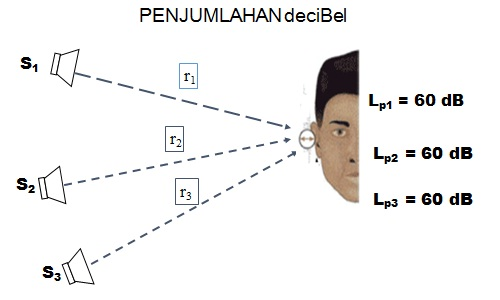 PENJUMLAHAN deciBel
S1
r1
Lp1 = 60 dB
r2
Lp2 = 60 dB
S2
r3
Lp3 = 60 dB
S3